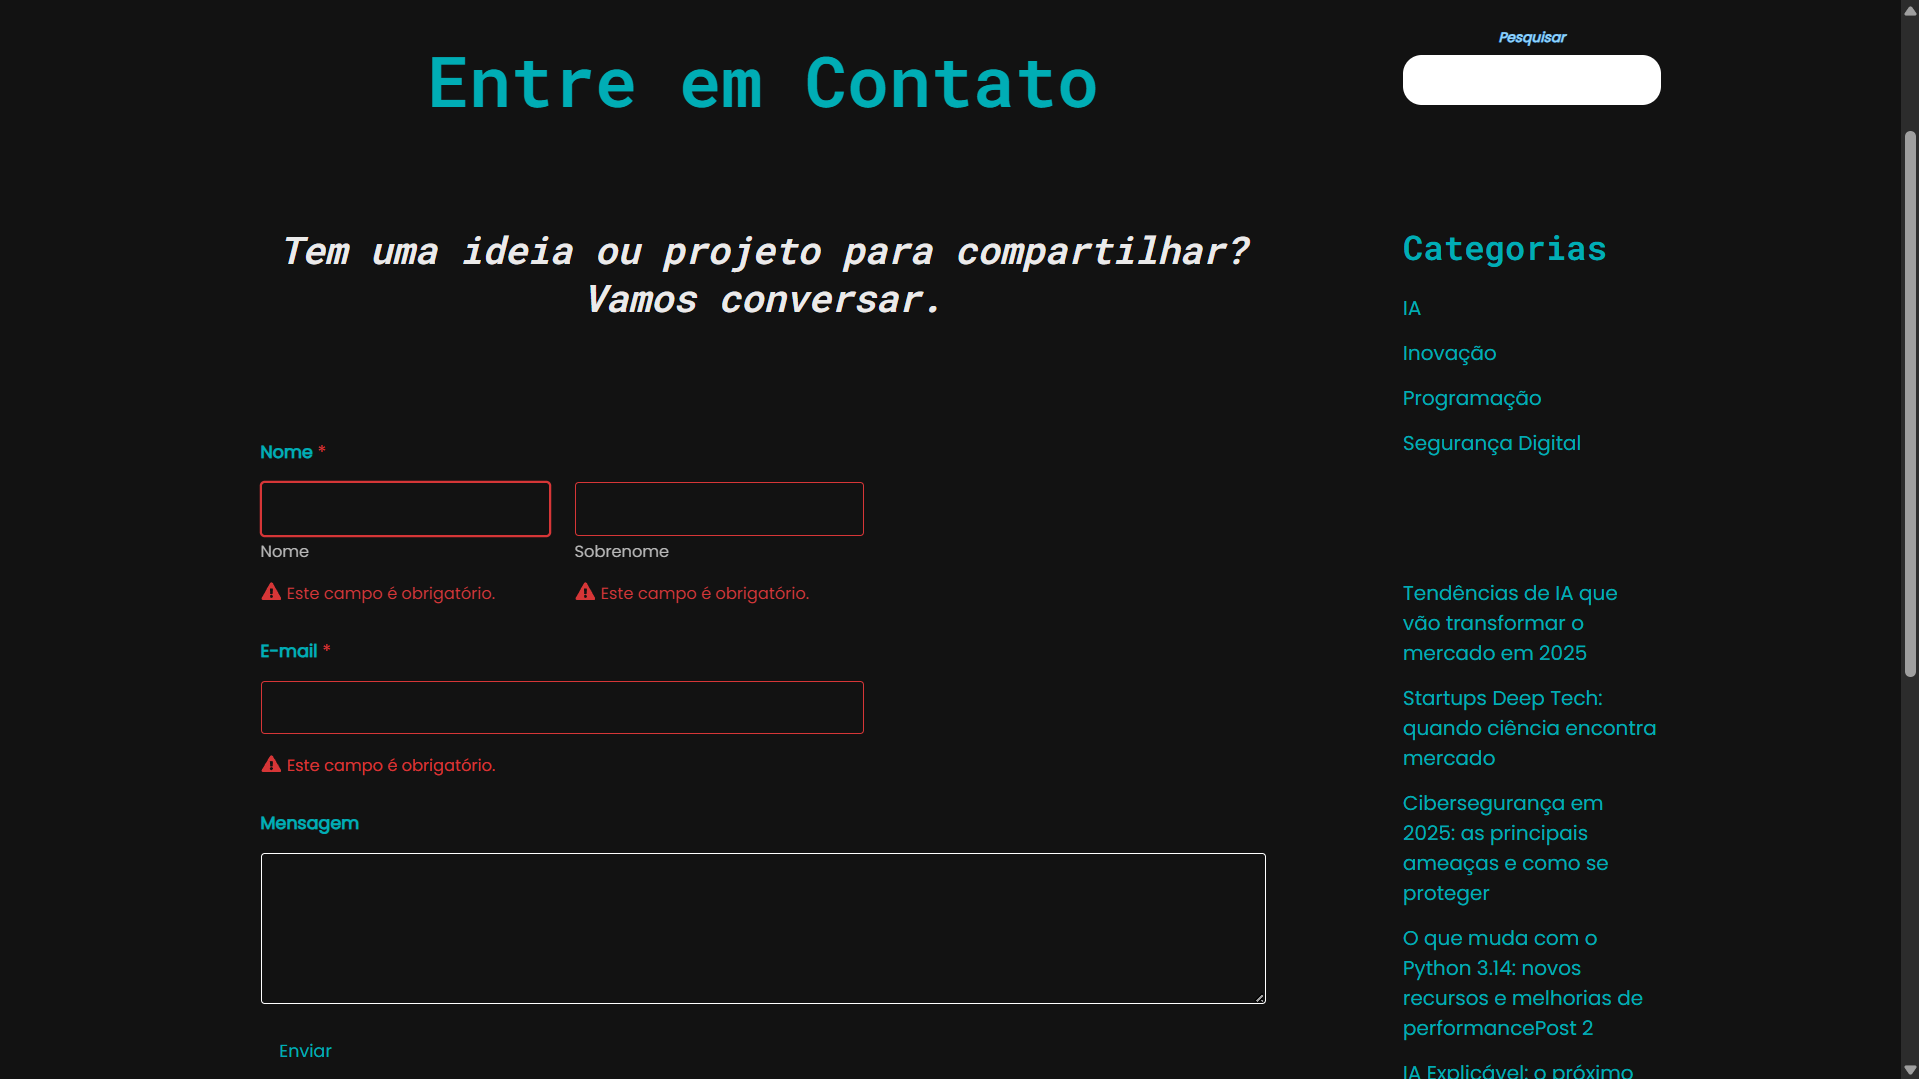 Entre em Contato
Tem uma ideia ou projeto para compartilhar?
Vamos conversar.
Nome *
Nome
Sobrenome
Este campo é obrigatório.
Este campo é obrigatório.
E-mail *
Este campo é obrigatório.
Mensagem
Enviar
Pesquisar
Categorias
IA
Inovação
Programação
Segurança Digital
Tendências de IA que
vão transformar o
mercado em 2025
Startups Deep Tech:
quando ciência encontra
mercado
Cibersegurança em
2025: as principais
ameaças e como se
proteger
O que muda com o
Python 3.14: novos
recursos e melhorias de
performancePost 2
IA Explicável: o próximo